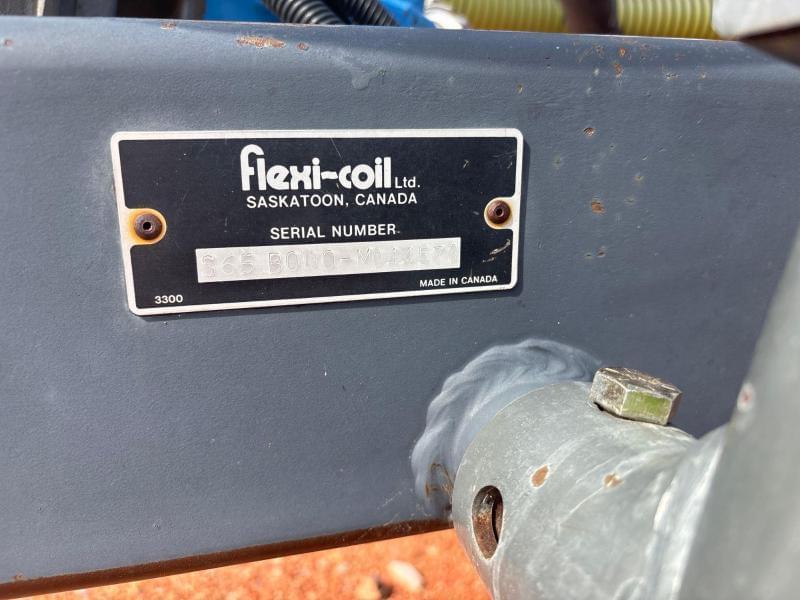 flexi-coil Ltd.
SASKATOON, CANADA
SERIAL NUMBER
3300
MADE IN CANADA